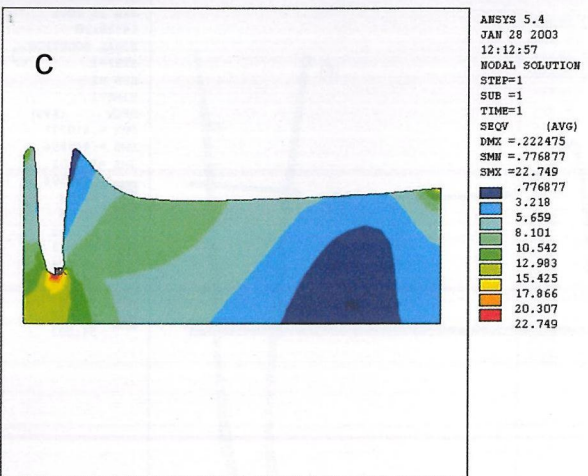 1
C
ANSYS 5.4
JAN 28 2003
12:12:57
NODAL SOLUTION
STEP=1
SUB =1
TIME=1
SEQV (AVG)
DMX =.222475
SMN =.776877
SMX =22.749
.776877
3.218
5.659
8.101
10.542
12.983
15.425
17.866
20.307
22.749